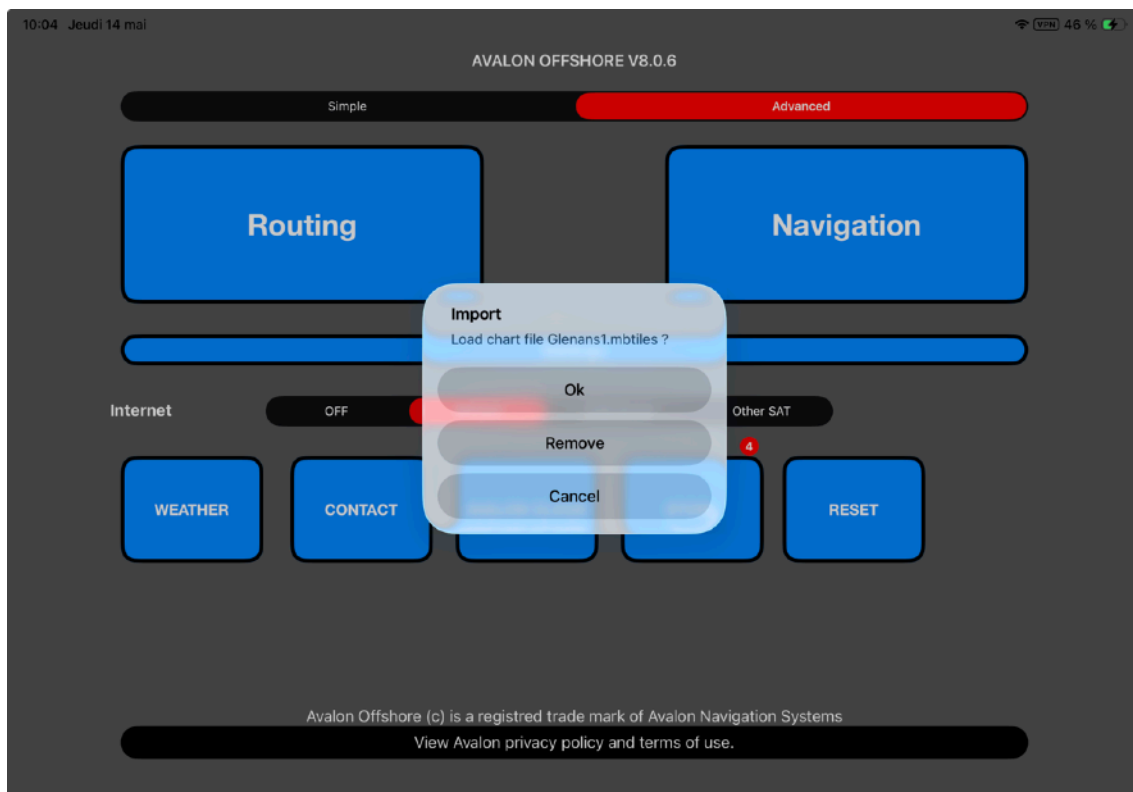 10:04 Jeudi 14 mai
VPN 46 %
AVALON OFFSHORE V8.0.6
Simple Advanced
Routing Navigation
Import
Load chart file Glenans1.mbtiles ?
Ok
Internet OFF Other SAT
Remove
4
WEATHER CONTACT Cancel RESET
Avalon Offshore (c) is a registred trade mark of Avalon Navigation Systems
View Avalon privacy policy and terms of use.